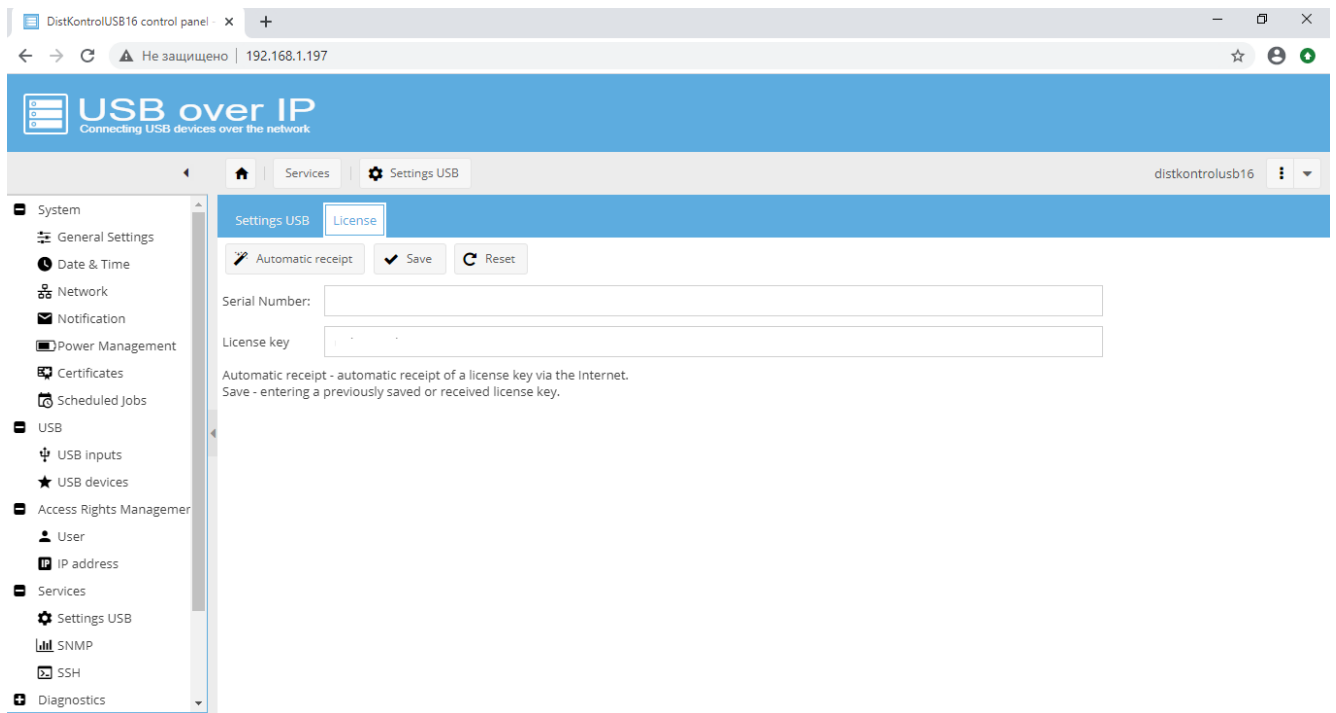 DistKontrolUSB16 control panel -
Не защищено 192.168.1.197
USB over IP
Connecting USB devices over the network
Services Settings USB distkontrolusb16
System
General Settings
Date & Time
Network
Notification
Power Management
Certificates
Scheduled Jobs
USB
USB inputs
USB devices
Access Rights Managemer
User
IP IP address
Services
Settings USB
SNMP
SSH
Diagnostics
Settings USB License
Automatic receipt Save Reset
Serial Number:
License key
Automatic receipt - automatic receipt of a license key via the Internet.
Save - entering a previously saved or received license key.